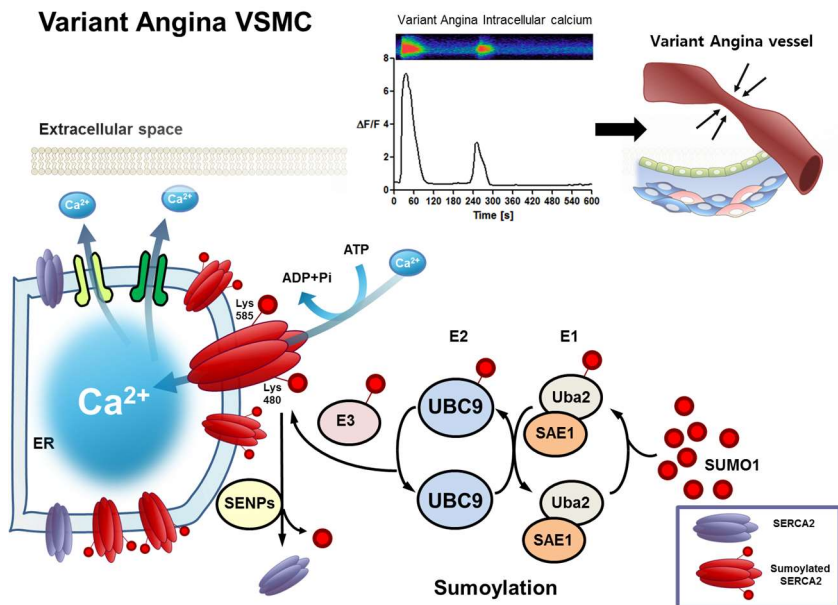 Variant Angina VSMC
Variant Angina Intracellular calcium
Variant Angina vessel
8
6
ΔF/F
4
2
0
0 60 120 180 240 300 360 420 480 540 600
Time [s]
Extracellular space
Ca²⁺
Ca²⁺
ATP
Ca²⁺
ADP+Pi
Lys
585
Ca²⁺
Lys
480
ER
E2
E1
E3
UBC9
Uba2
SAE1
SUMO1
SENPs
UBC9
Uba2
SAE1
Sumoylation
SERCA2
Sumoylated
SERCA2